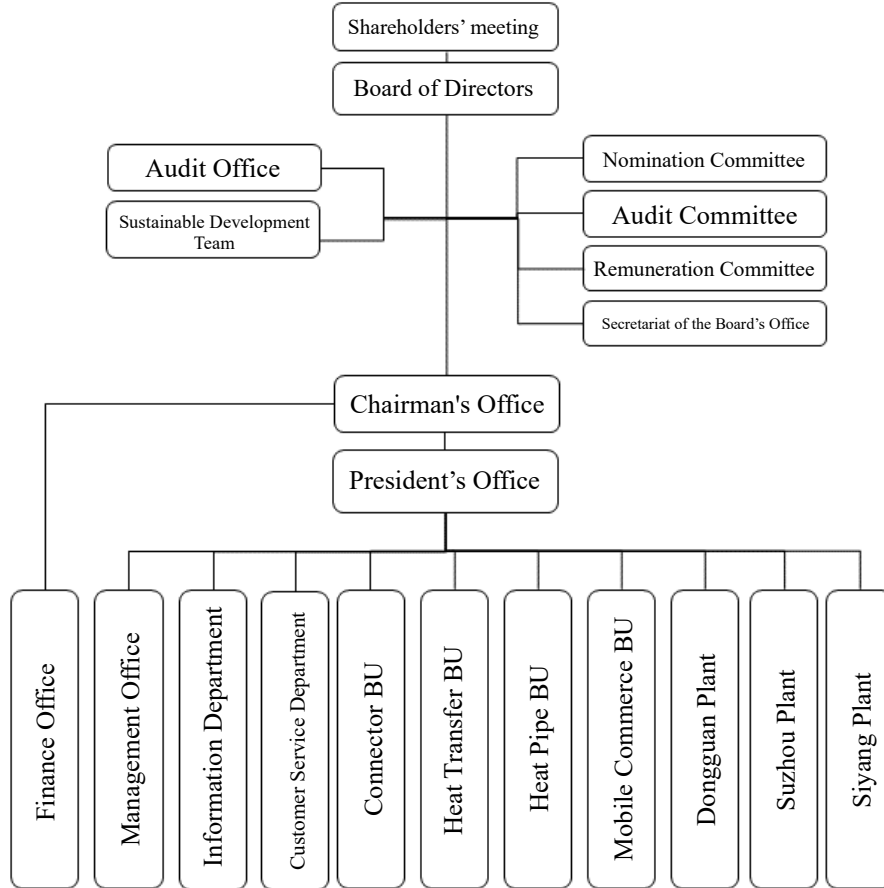 Shareholders’ meeting
Board of Directors
Audit Office
Sustainable Development
Team
Nomination Committee
Audit Committee
Remuneration Committee
Secretariat of the Board’s Office
Chairman's Office
President’s Office
Finance Office
Management Office
Information Department
Customer Service Department
Connector BU
Heat Transfer BU
Heat Pipe BU
Mobile Commerce BU
Dongguan Plant
Suzhou Plant
Siyang Plant